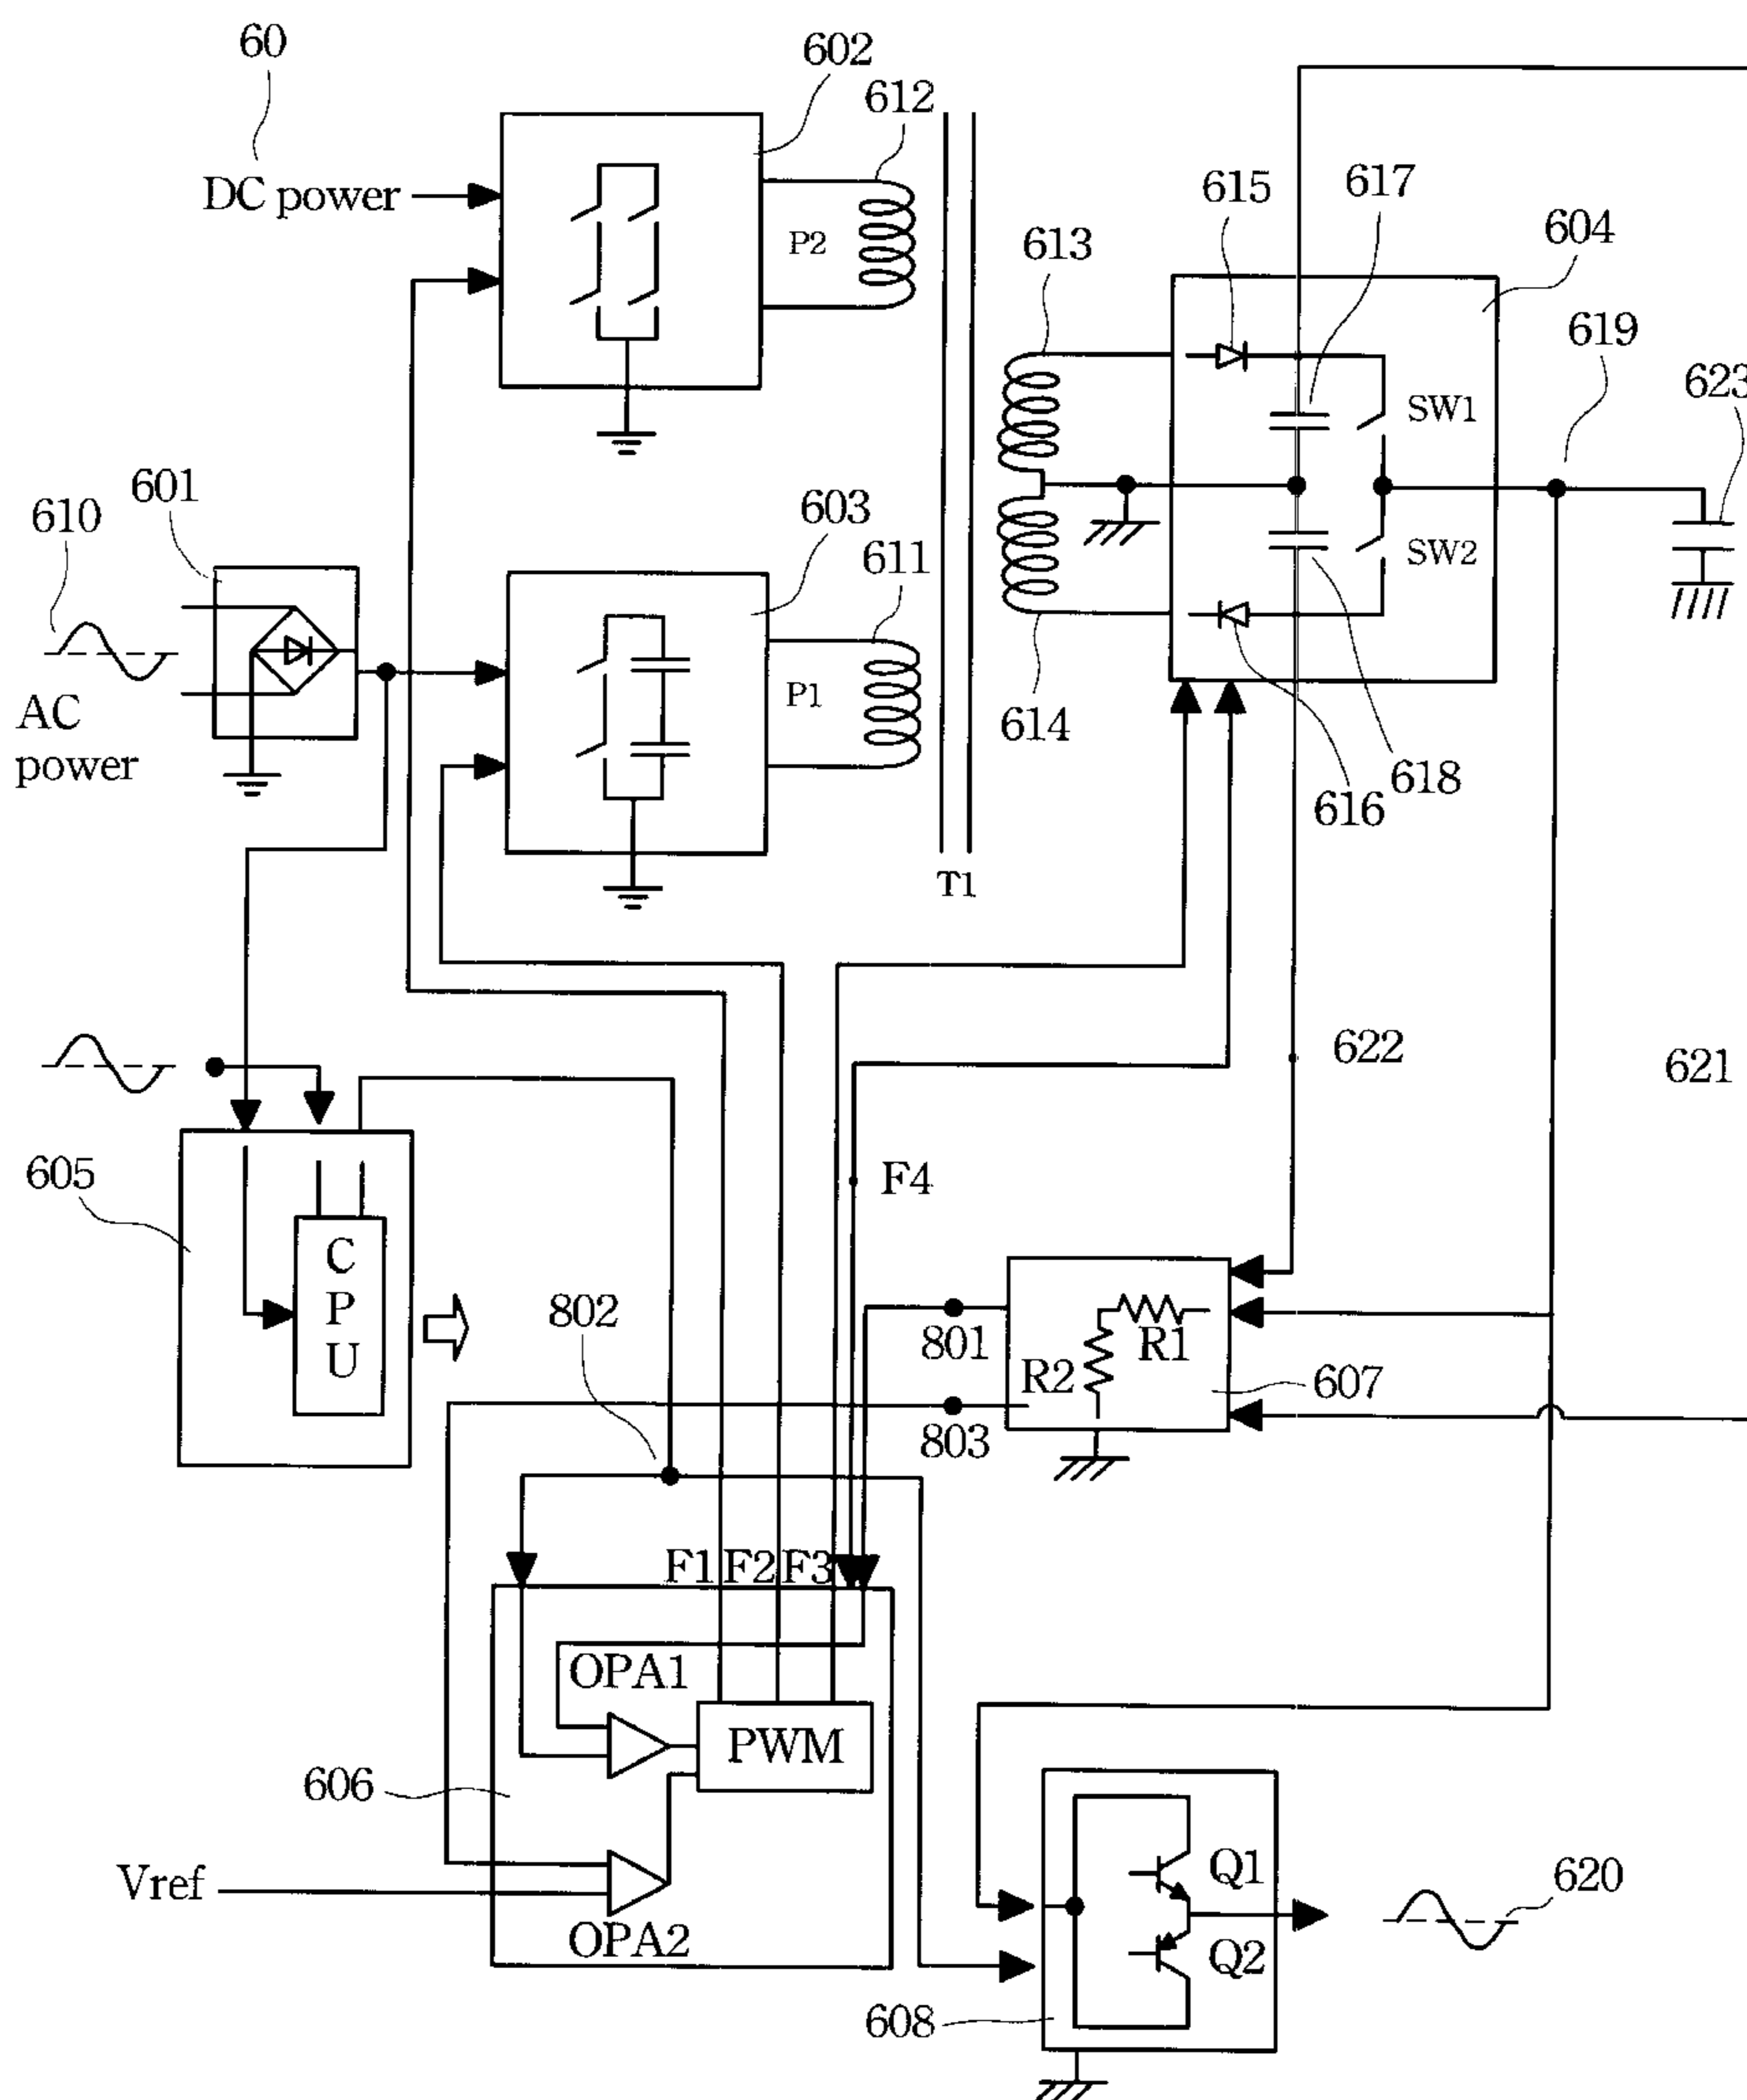 60
602
612
DC power
P2
615
617
604
613
619
623
SW1
601
610
603
611
SW2
AC
power
P1
614
618
616
T1
622
621
605
F4
C
P
U
802
801
R1
R2
607
803
F1
F2
F3
OPA1
PWM
606
Vref
OPA2
Q1
620
Q2
608